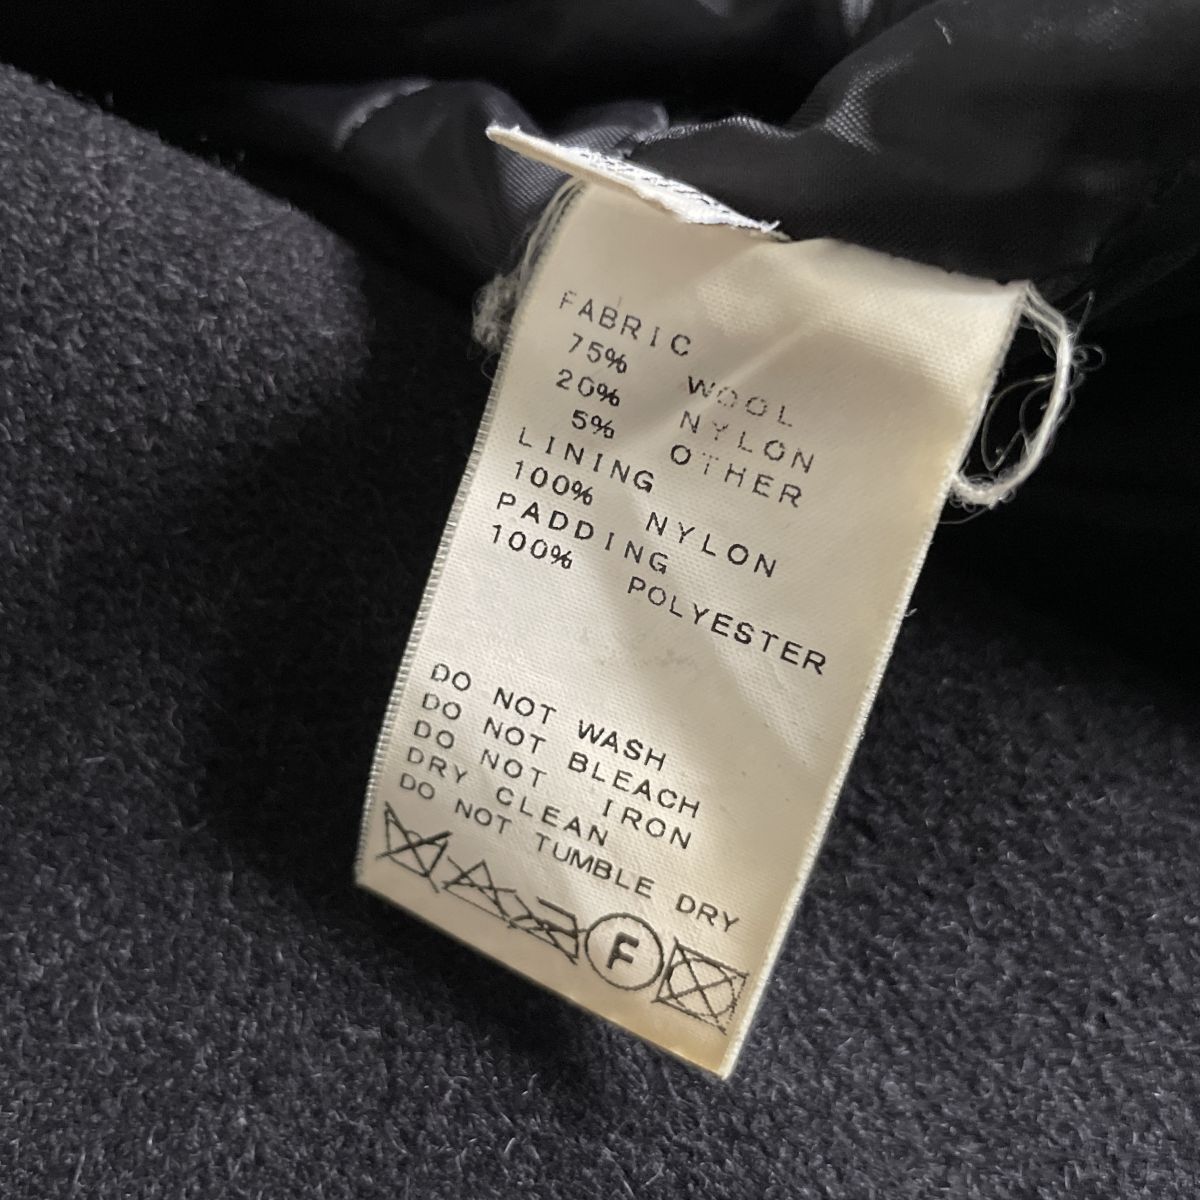 FABRIC
75% WOOL
20% NYLON
5% OTHER
LINING
100% NYLON
PADDING
100% POLYESTER
DO NOT WASH
DO NOT BLEACH
DO NOT IRON
DRY CLEAN
DO NOT TUMBLE DRY
F